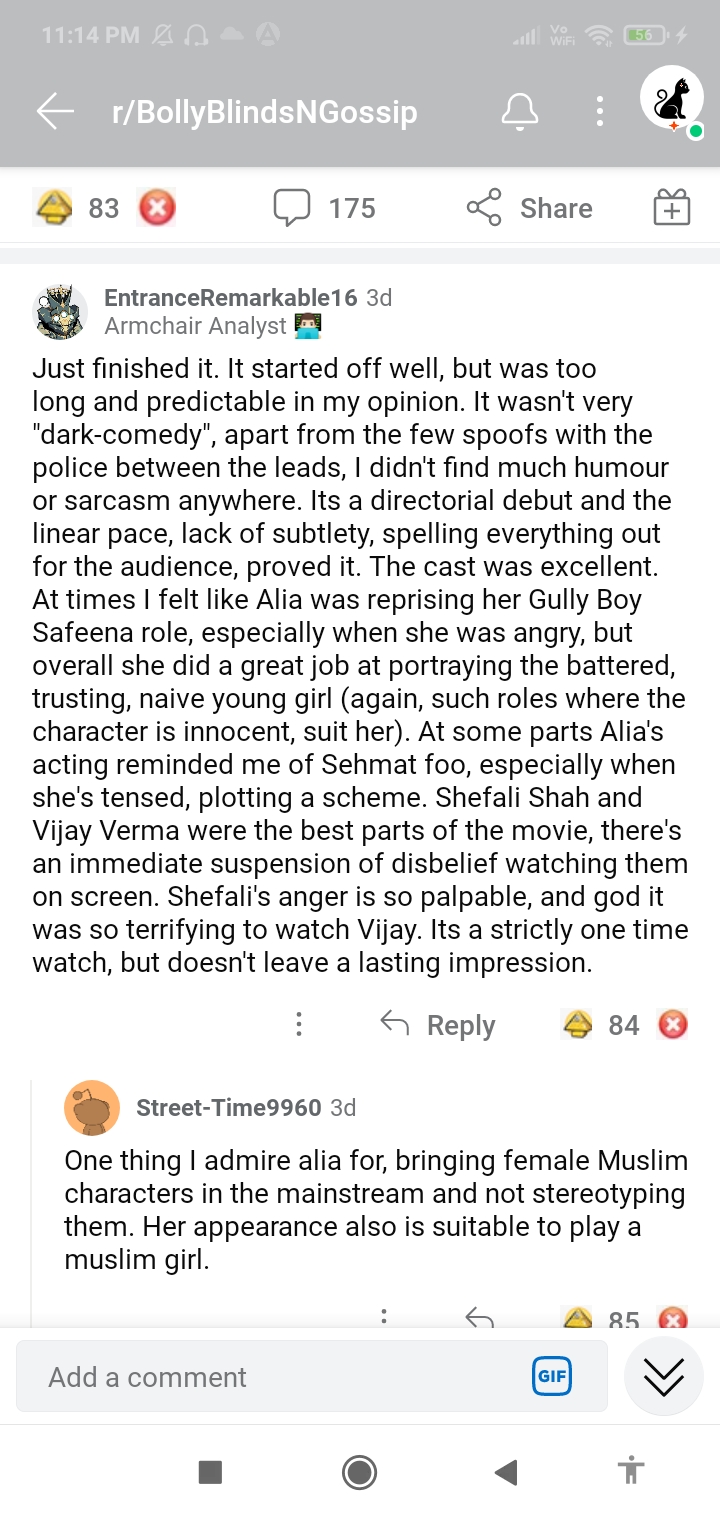 11:14 PM
Vo
WiFi
56
r/BollyBlindsNGossip
83
175
Share
EntranceRemarkable16 3d
Armchair Analyst
Just finished it. It started off well, but was too
long and predictable in my opinion. It wasn't very
"dark-comedy", apart from the few spoofs with the
police between the leads, I didn't find much humour
or sarcasm anywhere. Its a directorial debut and the
linear pace, lack of subtlety, spelling everything out
for the audience, proved it. The cast was excellent.
At times I felt like Alia was reprising her Gully Boy
Safeena role, especially when she was angry, but
overall she did a great job at portraying the battered,
trusting, naive young girl (again, such roles where the
character is innocent, suit her). At some parts Alia's
acting reminded me of Sehmat foo, especially when
she's tensed, plotting a scheme. Shefali Shah and
Vijay Verma were the best parts of the movie, there's
an immediate suspension of disbelief watching them
on screen. Shefali's anger is so palpable, and god it
was so terrifying to watch Vijay. Its a strictly one time
watch, but doesn't leave a lasting impression.
Reply
84
Street-Time9960 3d
One thing I admire alia for, bringing female Muslim
characters in the mainstream and not stereotyping
them. Her appearance also is suitable to play a
muslim girl.
85
Add a comment
GIF